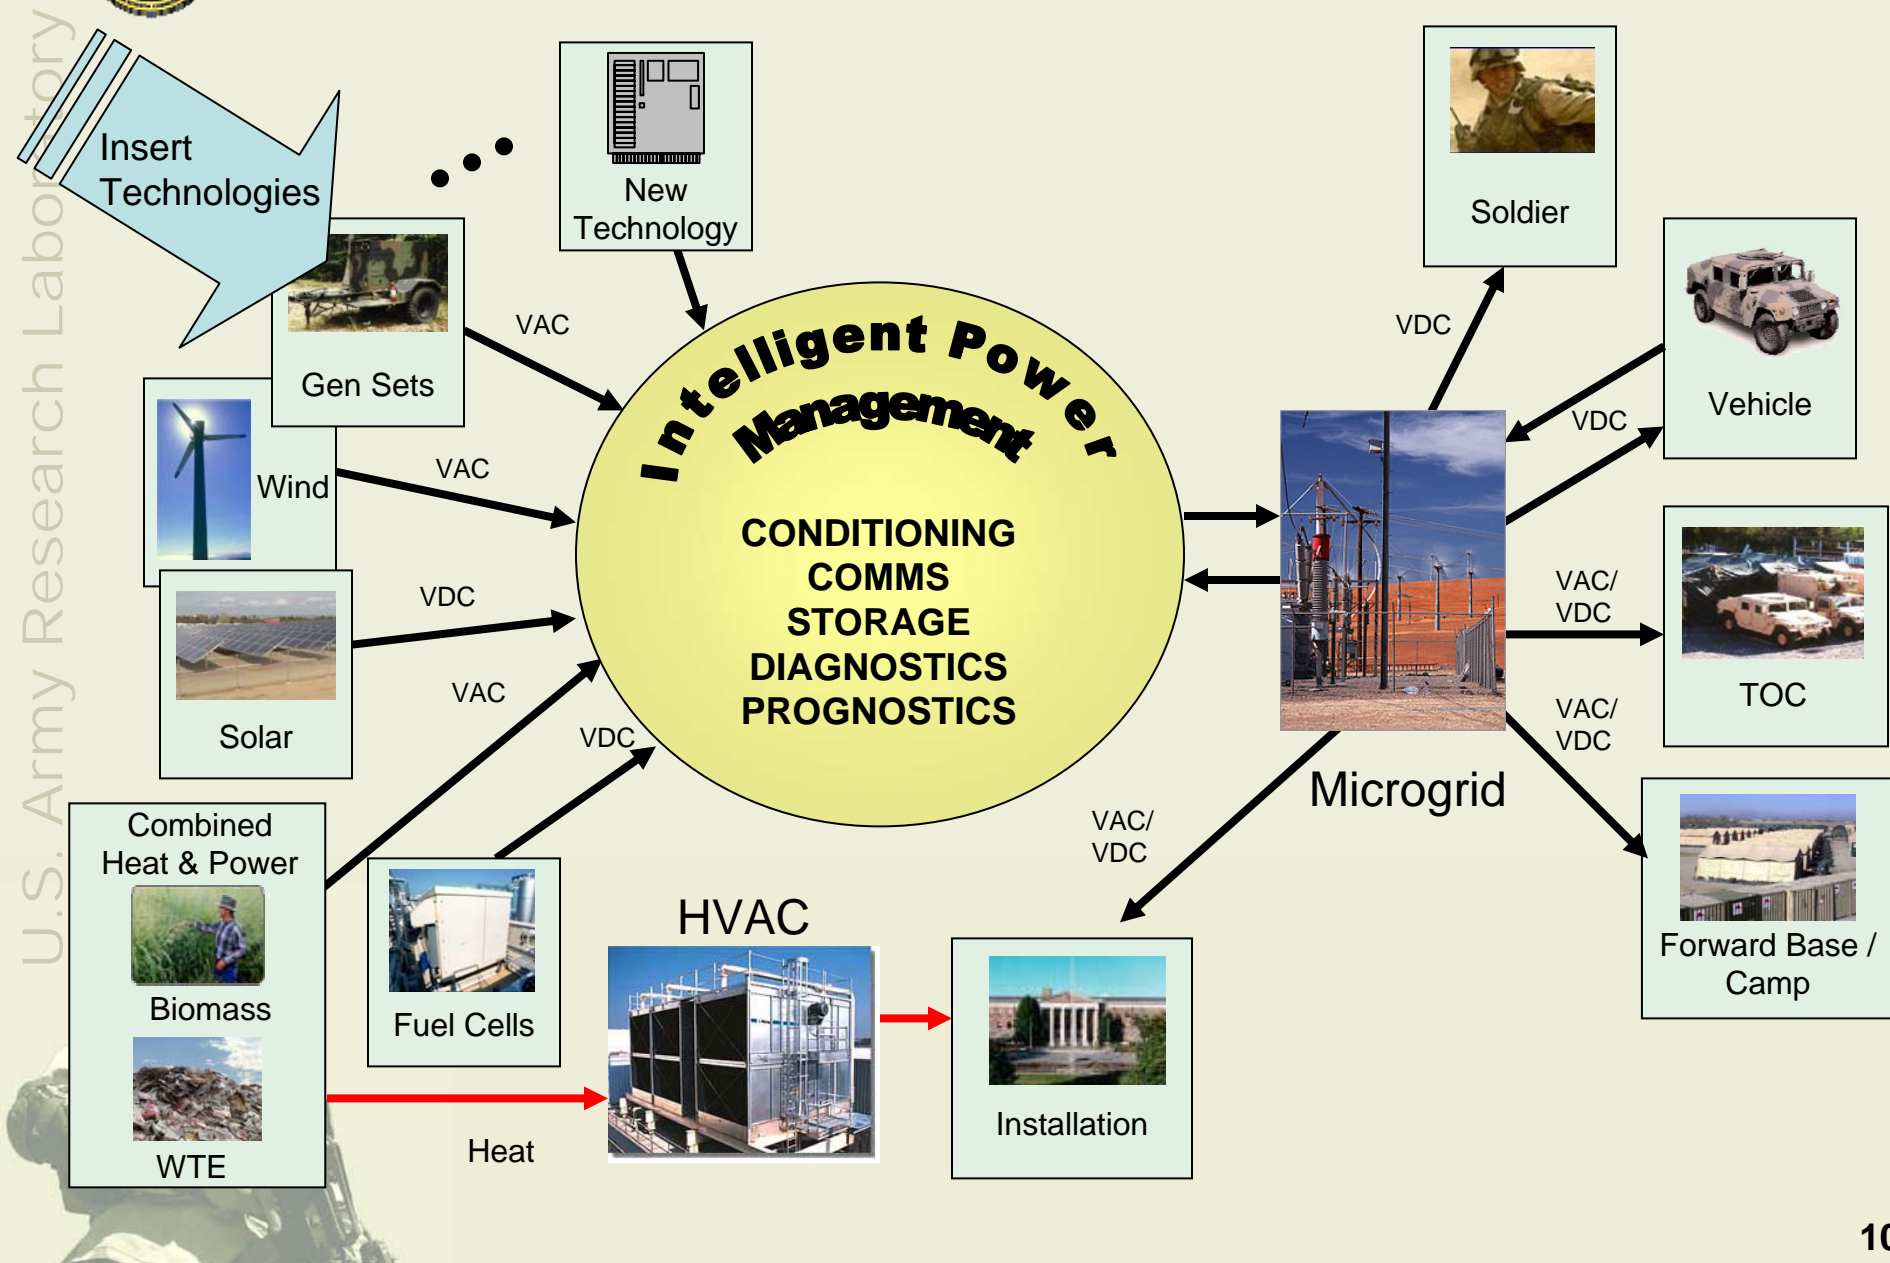 U.S. Army Research Laboratory
Insert
Technologies
New
Technology
Soldier
Gen Sets
VAC
VDC
Vehicle
VDC
Wind
VAC
Intelligent Power
Management
CONDITIONING
COMMS
STORAGE
DIAGNOSTICS
PROGNOSTICS
Solar
VDC
VAC
VDC
VAC/
VDC
TOC
VAC/
VDC
Microgrid
VAC/
VDC
Combined
Heat & Power
Biomass
WTE
Fuel Cells
HVAC
Heat
Installation
Forward Base /
Camp
10